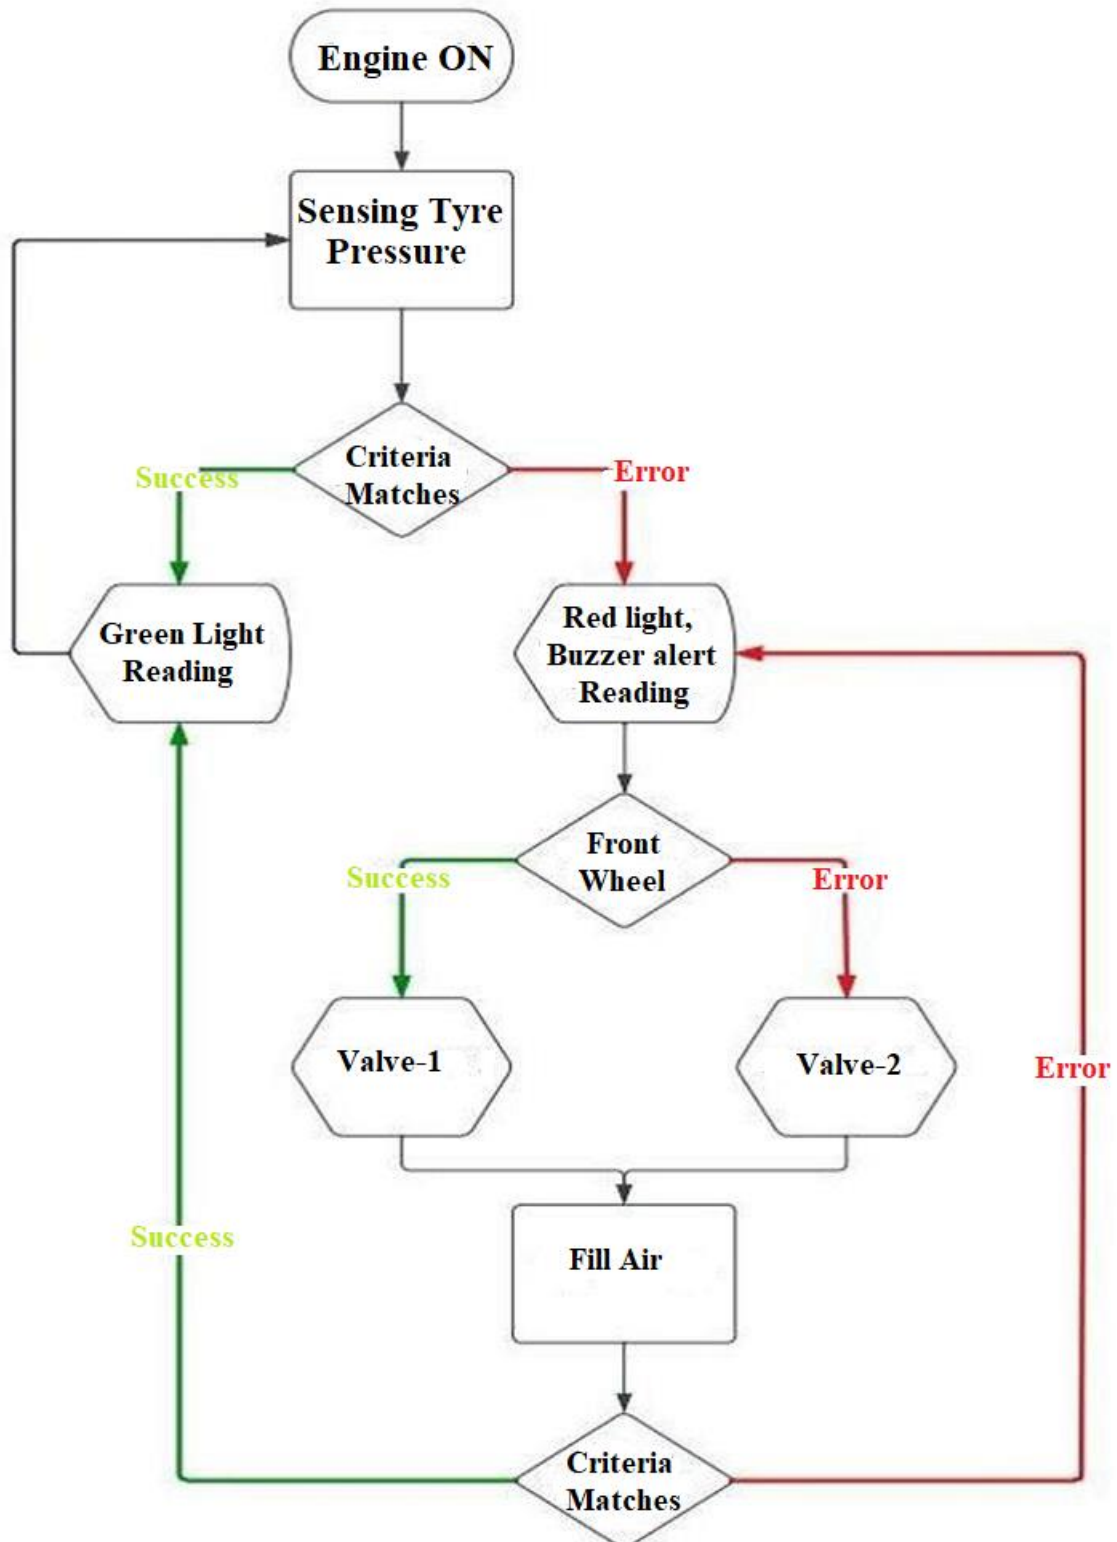 Engine ON
Sensing Tyre
Pressure
Criteria
Matches
Success
Error
Green Light
Reading
Red light,
Buzzer alert
Reading
Front
Wheel
Success
Error
Valve-1
Valve-2
Error
Success
Fill Air
Criteria
Matches